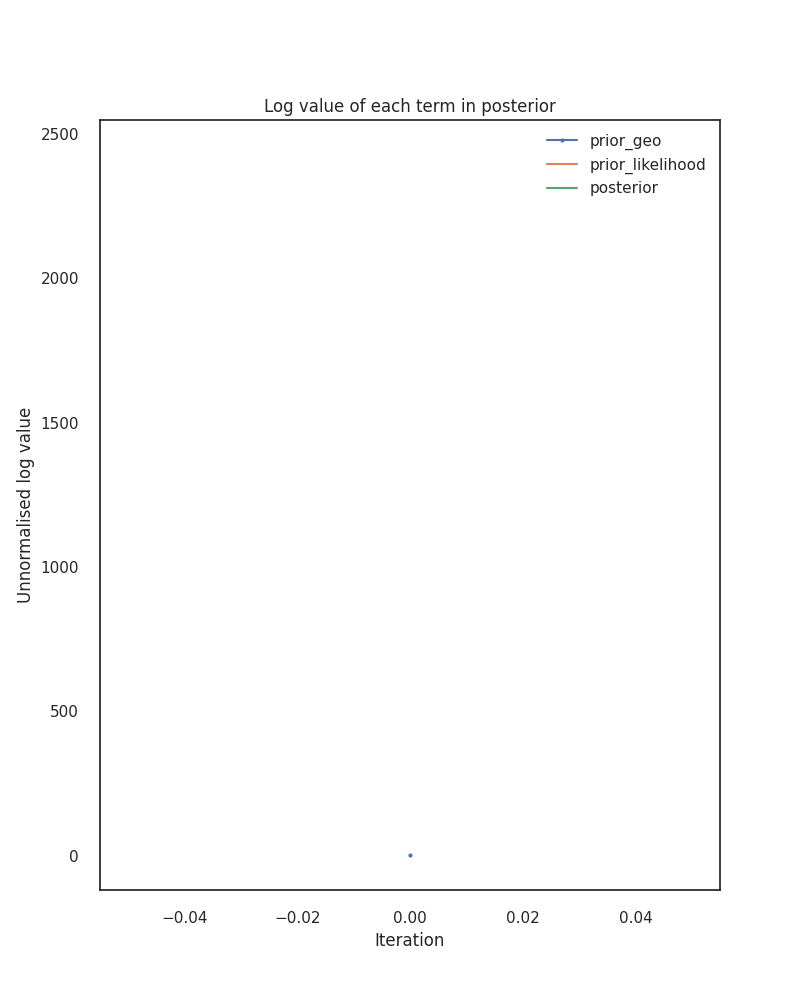 Log value of each term in posterior
2500
prior_geo
prior_likelihood
posterior
2000
1500
Unnormalised log value
1000
500
0
−0.04
−0.02
0.00
0.02
0.04
Iteration